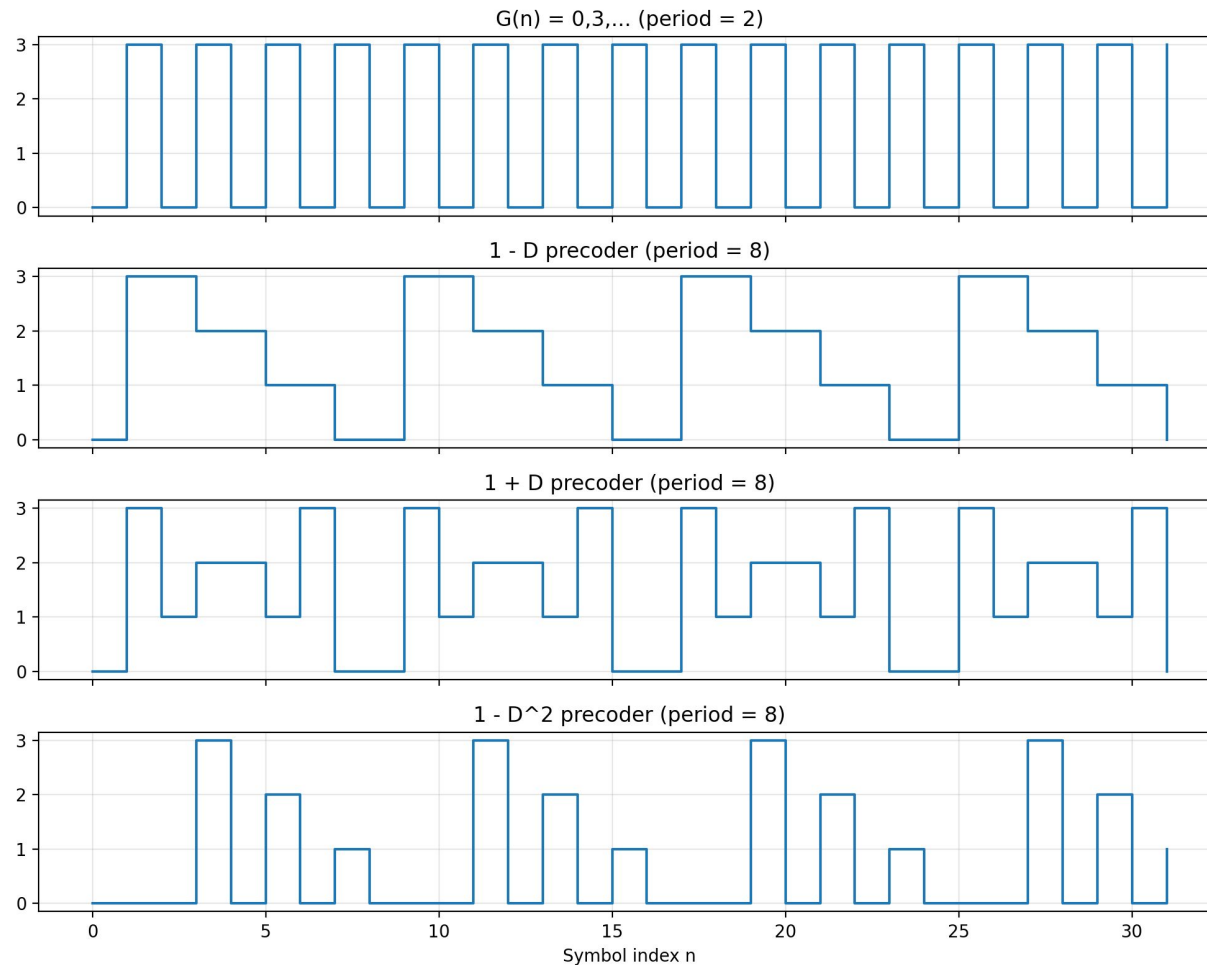 G(n) = 0,3,... (period = 2)
3
2
1
0
1 - D precoder (period = 8)
3
2
1
0
1 + D precoder (period = 8)
3
2
1
0
1 - D^2 precoder (period = 8)
3
2
1
0
0 5 10 15 20 25 30
Symbol index n